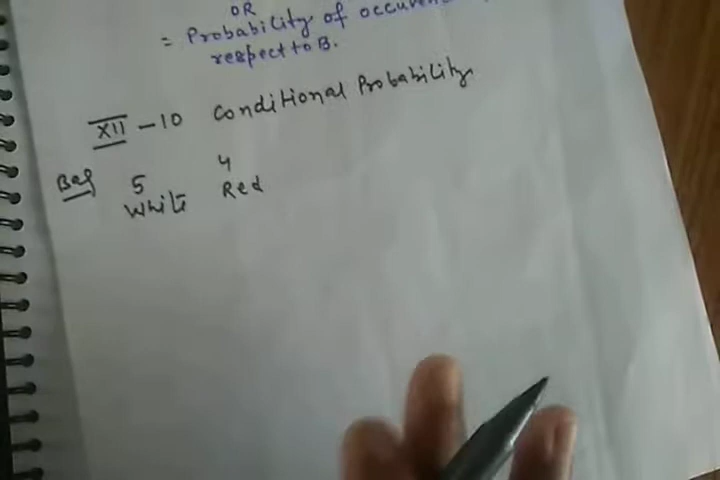 OR
= Probability of
respect to B.
XII - 10 Conditional Probability
Bag 5 4
White Red